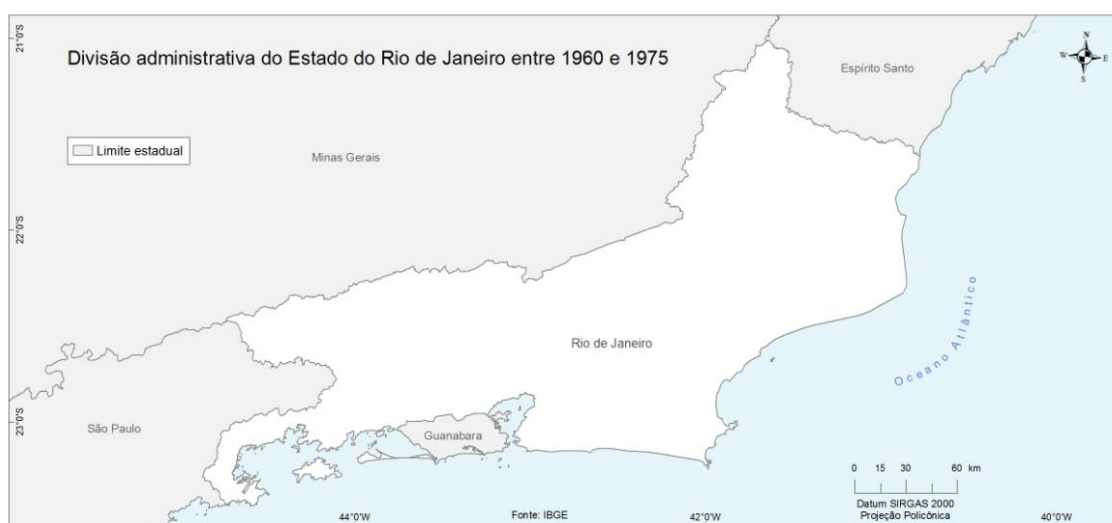 Divisão administrativa do Estado do Rio de Janeiro entre 1960 e 1975
N
W
E
S
Espírito Santo
Limite estadual
Minas Gerais
21°0'S
22°0'S
23°0'S
Oceano Atlântico
Rio de Janeiro
São Paulo
Guanabara
0 15 30 60 km
Datum SIRGAS 2000
Projeção Policônica
Fonte: IBGE
44°0'W
42°0'W
40°0'W